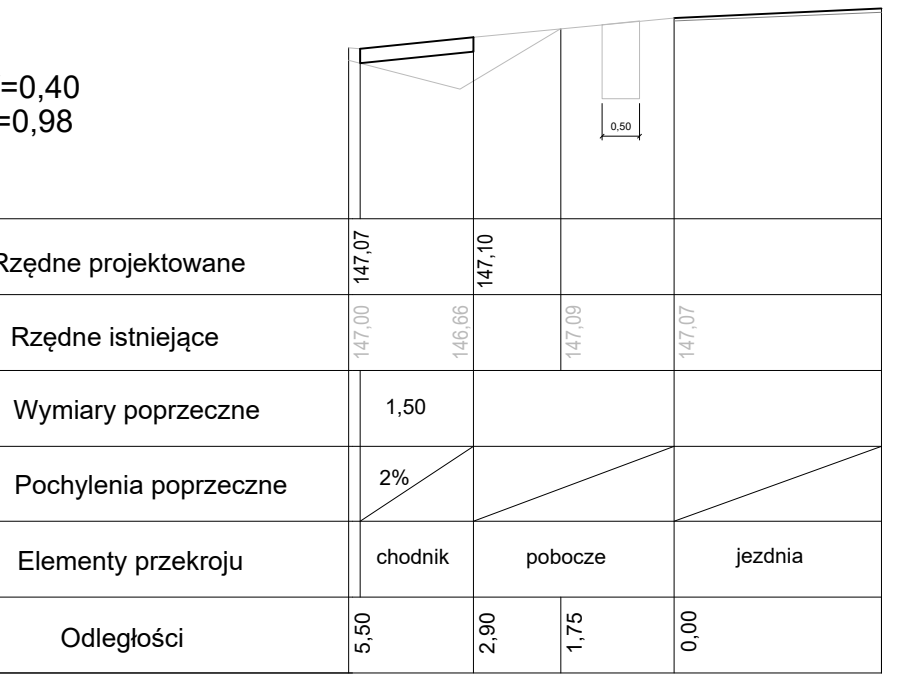 =0,40
=0,98
0,50
Rzędne projektowane 147,07 147,10
Rzędne istniejące 147,00 146,66 147,09 147,07
Wymiary poprzeczne 1,50
Pochylenia poprzeczne 2%
Elementy przekroju chodnik pobocze jezdnia
Odległości 5,50 2,90 1,75 0,00